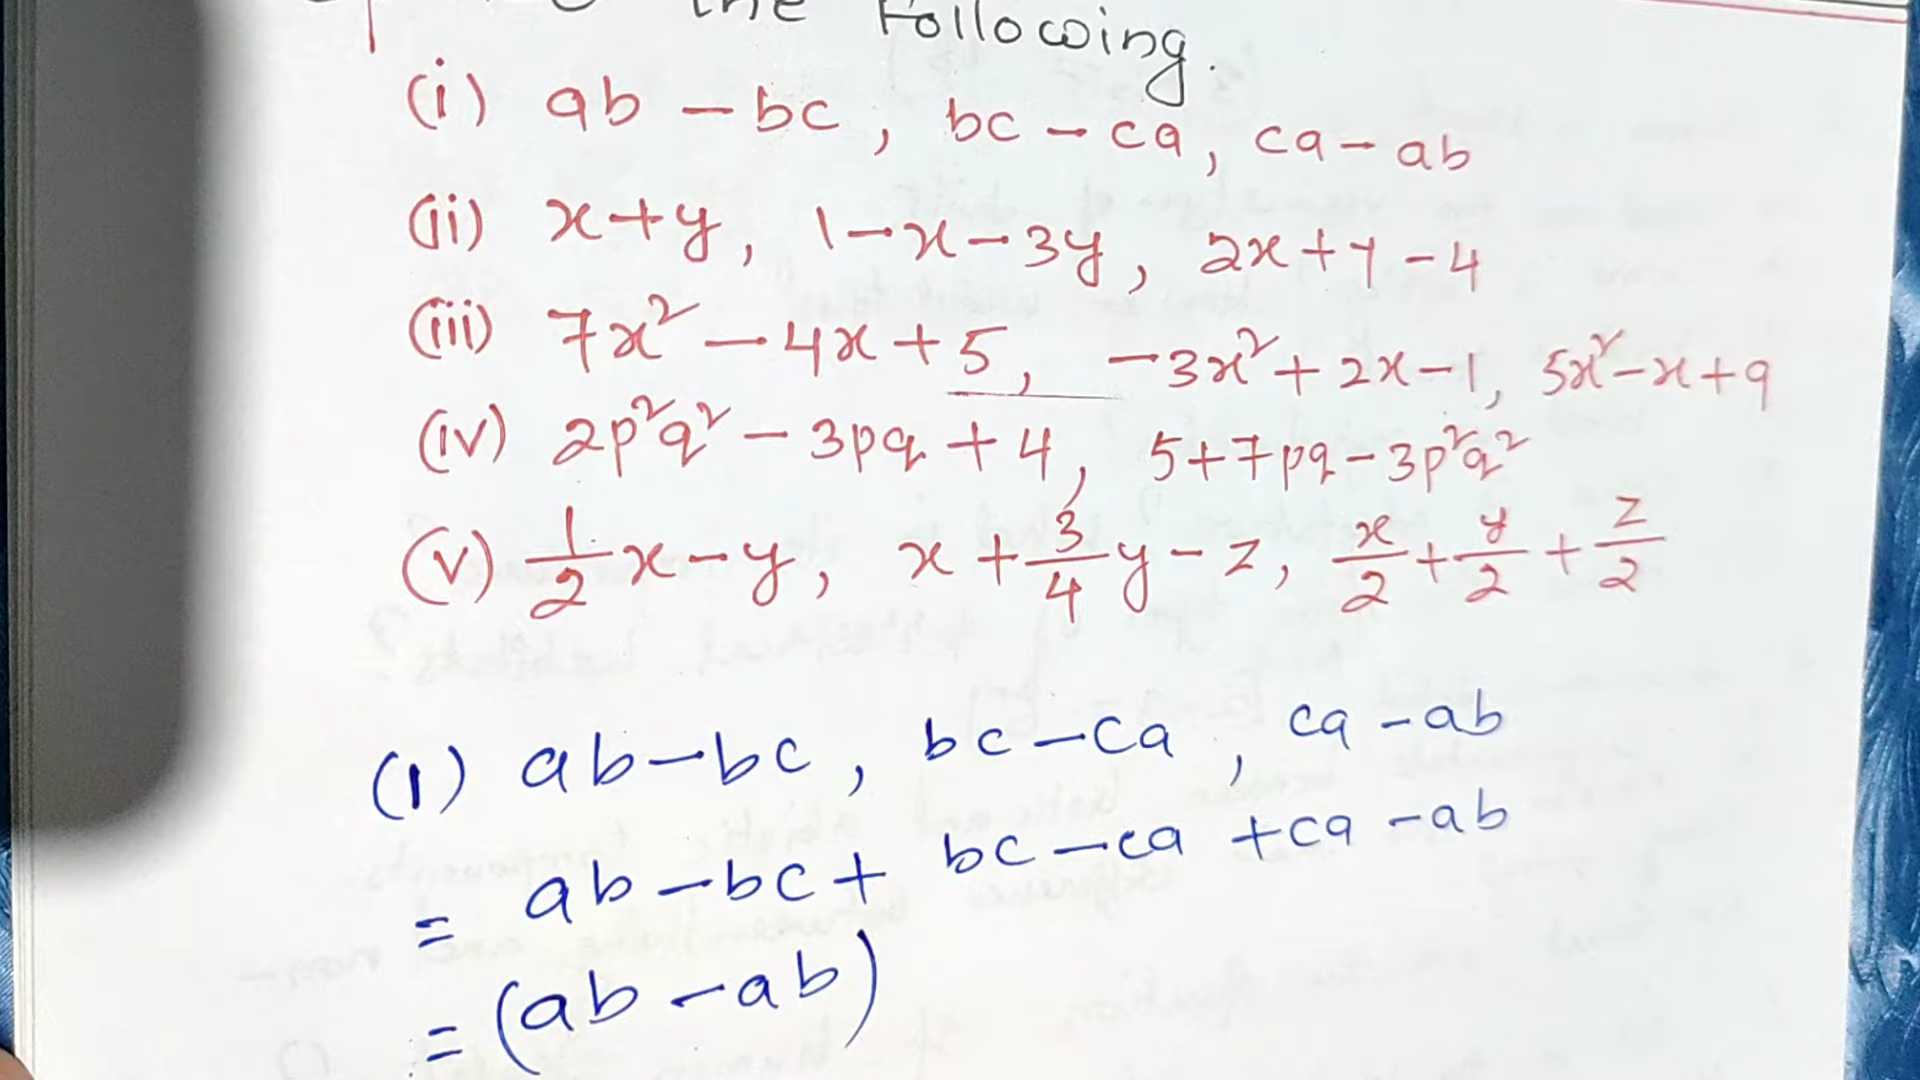 the Following.
(i) ab - bc, bc - ca, ca - ab
(ii) x+y, 1-x-3y, 2x+y-4
(iii) 7x² - 4x + 5, -3x² + 2x - 1, 5x² - x + 9
(iv) 2p²q² - 3pq + 4, 5+7pq-3p²q²
(v) 1/2 x - y, x + 3/4 y - z, x/2 + y/2 + z/2
(1) ab-bc, bc-ca, ca-ab
= ab-bc+ bc-ca +ca -ab
= (ab-ab)